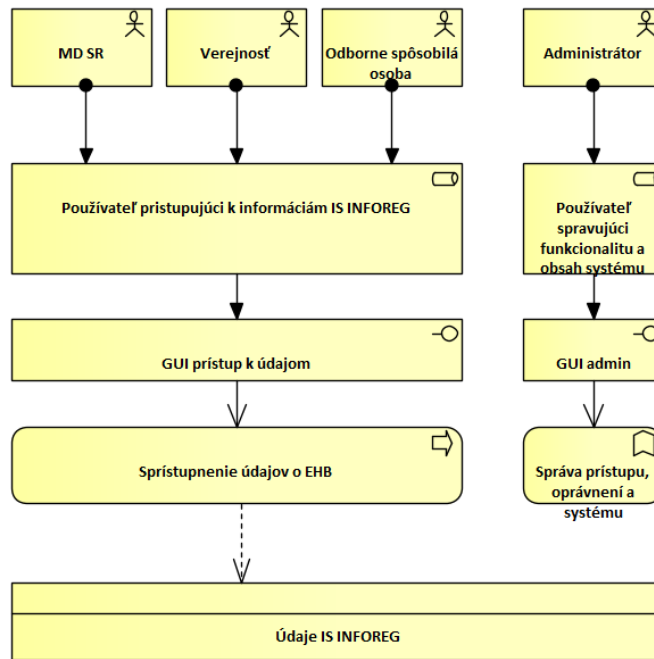 MD SR
Verejnosť
Odborne spôsobilá
osoba
Administrátor
Používateľ pristupujúci k informáciám IS INFOREG
Používateľ
spravujúci
funkcionalitu a
obsah systému
GUI prístup k údajom
GUI admin
Sprístupnenie údajov o EHB
Správa prístupu,
oprávnení a
systému
Údaje IS INFOREG